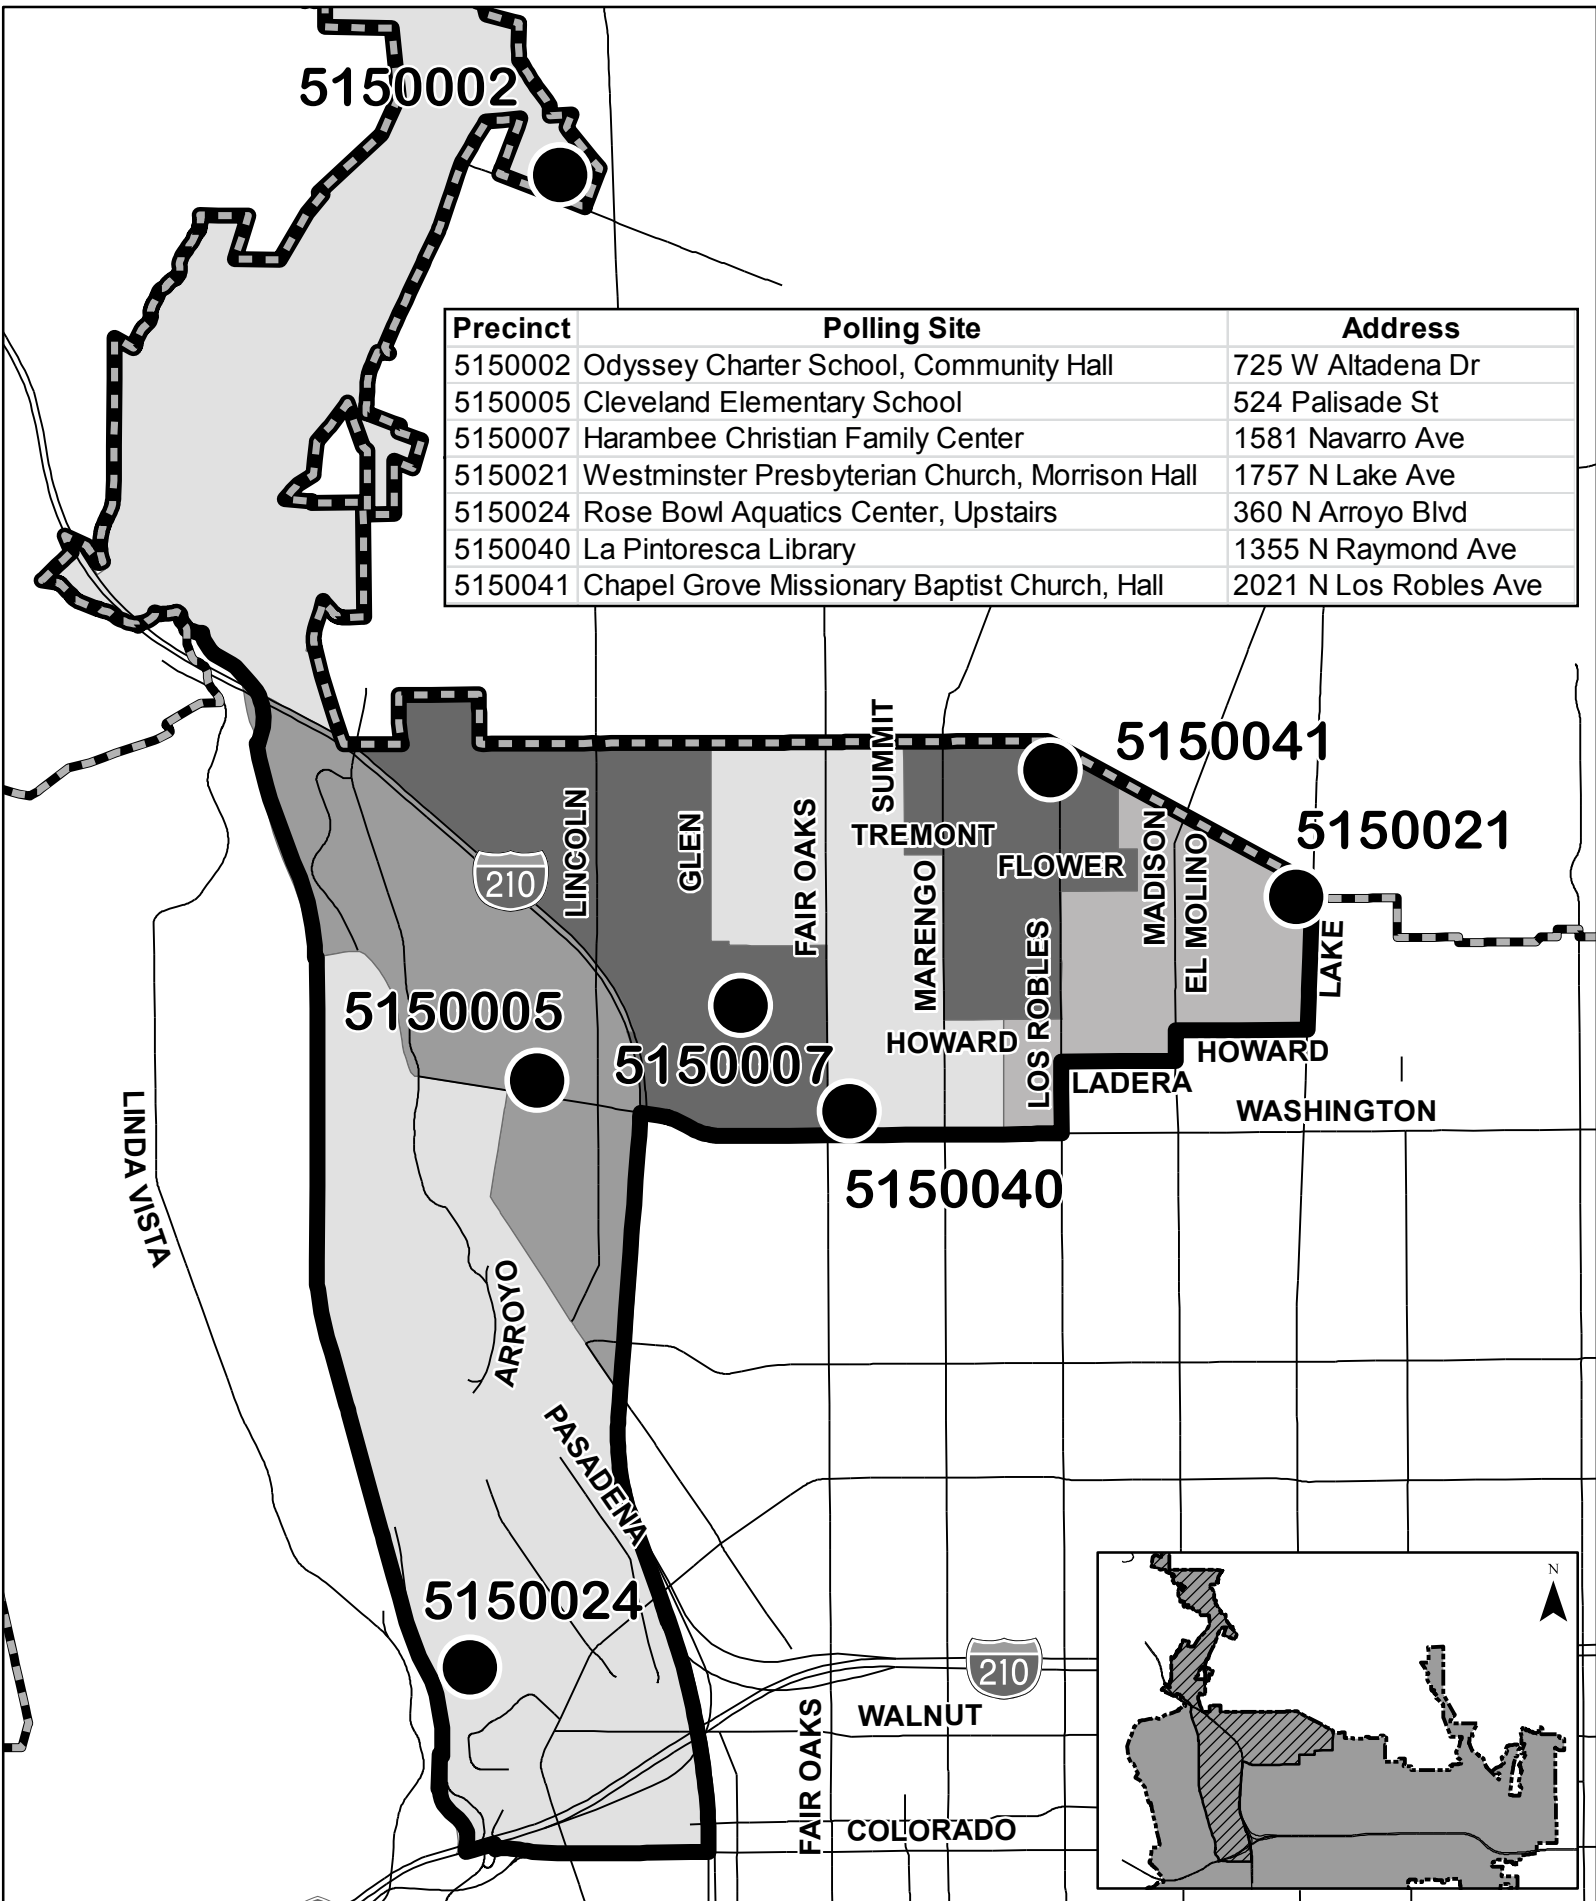 5150002
Precinct Polling Site Address
5150002 Odyssey Charter School, Community Hall 725 W Altadena Dr
5150005 Cleveland Elementary School 524 Palisade St
5150007 Harambee Christian Family Center 1581 Navarro Ave
5150021 Westminster Presbyterian Church, Morrison Hall 1757 N Lake Ave
5150024 Rose Bowl Aquatics Center, Upstairs 360 N Arroyo Blvd
5150040 La Pintoresca Library 1355 N Raymond Ave
5150041 Chapel Grove Missionary Baptist Church, Hall 2021 N Los Robles Ave
SUMMIT
5150041
5150021
LINCOLN
GLEN
FAIR OAKS
TREMONT
FLOWER
MADISON
EL MOLINO
210
MARENGO
LOS ROBLES
LAKE
5150005
5150007
HOWARD
HOWARD
LADERA
WASHINGTON
LINDA VISTA
5150040
ARROYO
PASADENA
5150024
210
FAIR OAKS
WALNUT
COLORADO
N